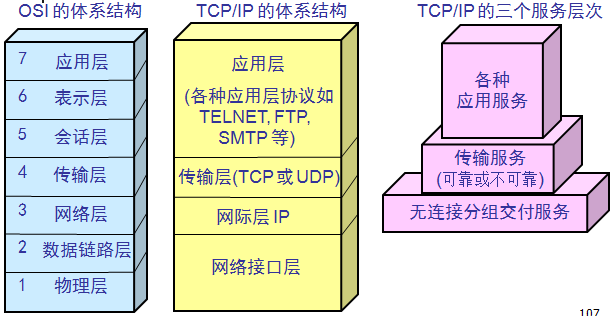 OSI 的体系结构
7 应用层
6 表示层
5 会话层
4 传输层
3 网络层
2 数据链路层
1 物理层
TCP/IP 的体系结构
应用层
(各种应用层协议如
TELNET, FTP,
SMTP 等)
传输层(TCP 或 UDP)
网际层 IP
网络接口层
TCP/IP 的三个服务层次
各种
应用服务
传输服务
(可靠或不可靠)
无连接分组交付服务
107